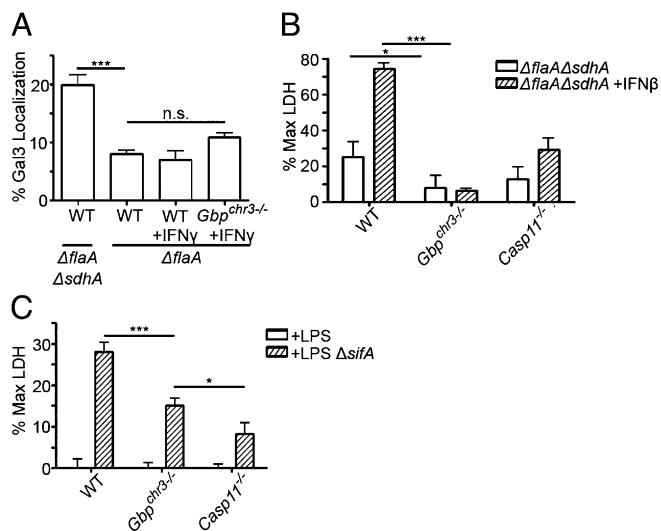 A
% Gal3 Localization
20
10
0
***
n.s.
WT
WT
WT
+IFNγ
Gbpchr3-/-
+IFNγ
ΔflaA
ΔsdhA
ΔflaA
B
% Max LDH
80
60
40
20
0
*
***
ΔflaAΔsdhA
ΔflaAΔsdhA +IFNβ
WT
Gbpchr3-/-
Casp11-/-
C
% Max LDH
30
20
10
0
***
*
+LPS
+LPS ΔsifA
WT
Gbpchr3-/-
Casp11-/-